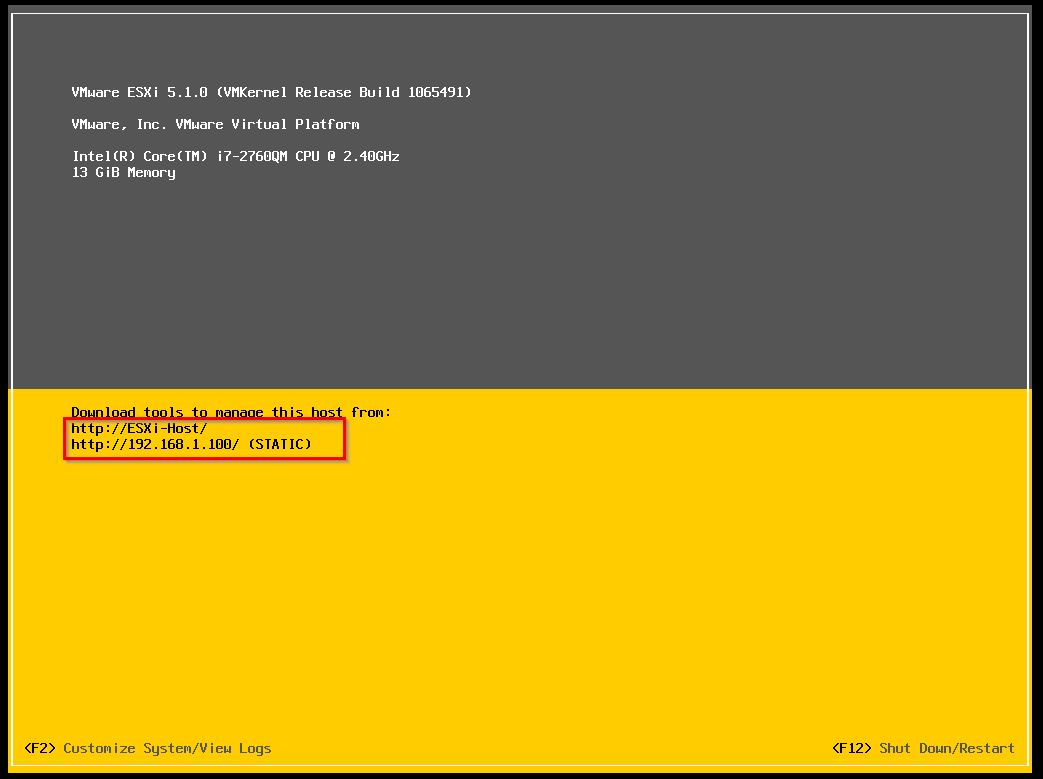 VMware ESXi 5.1.0 (VMKernel Release Build 1065491)
VMware, Inc. VMware Virtual Platform
Intel(R) Core(TM) i7-2760QM CPU @ 2.40GHz
13 GiB Memory
Download tools to manage this host from:
http://ESXi-Host/
http://192.168.1.100/ (STATIC)
<F2> Customize System/View Logs
<F12> Shut Down/Restart